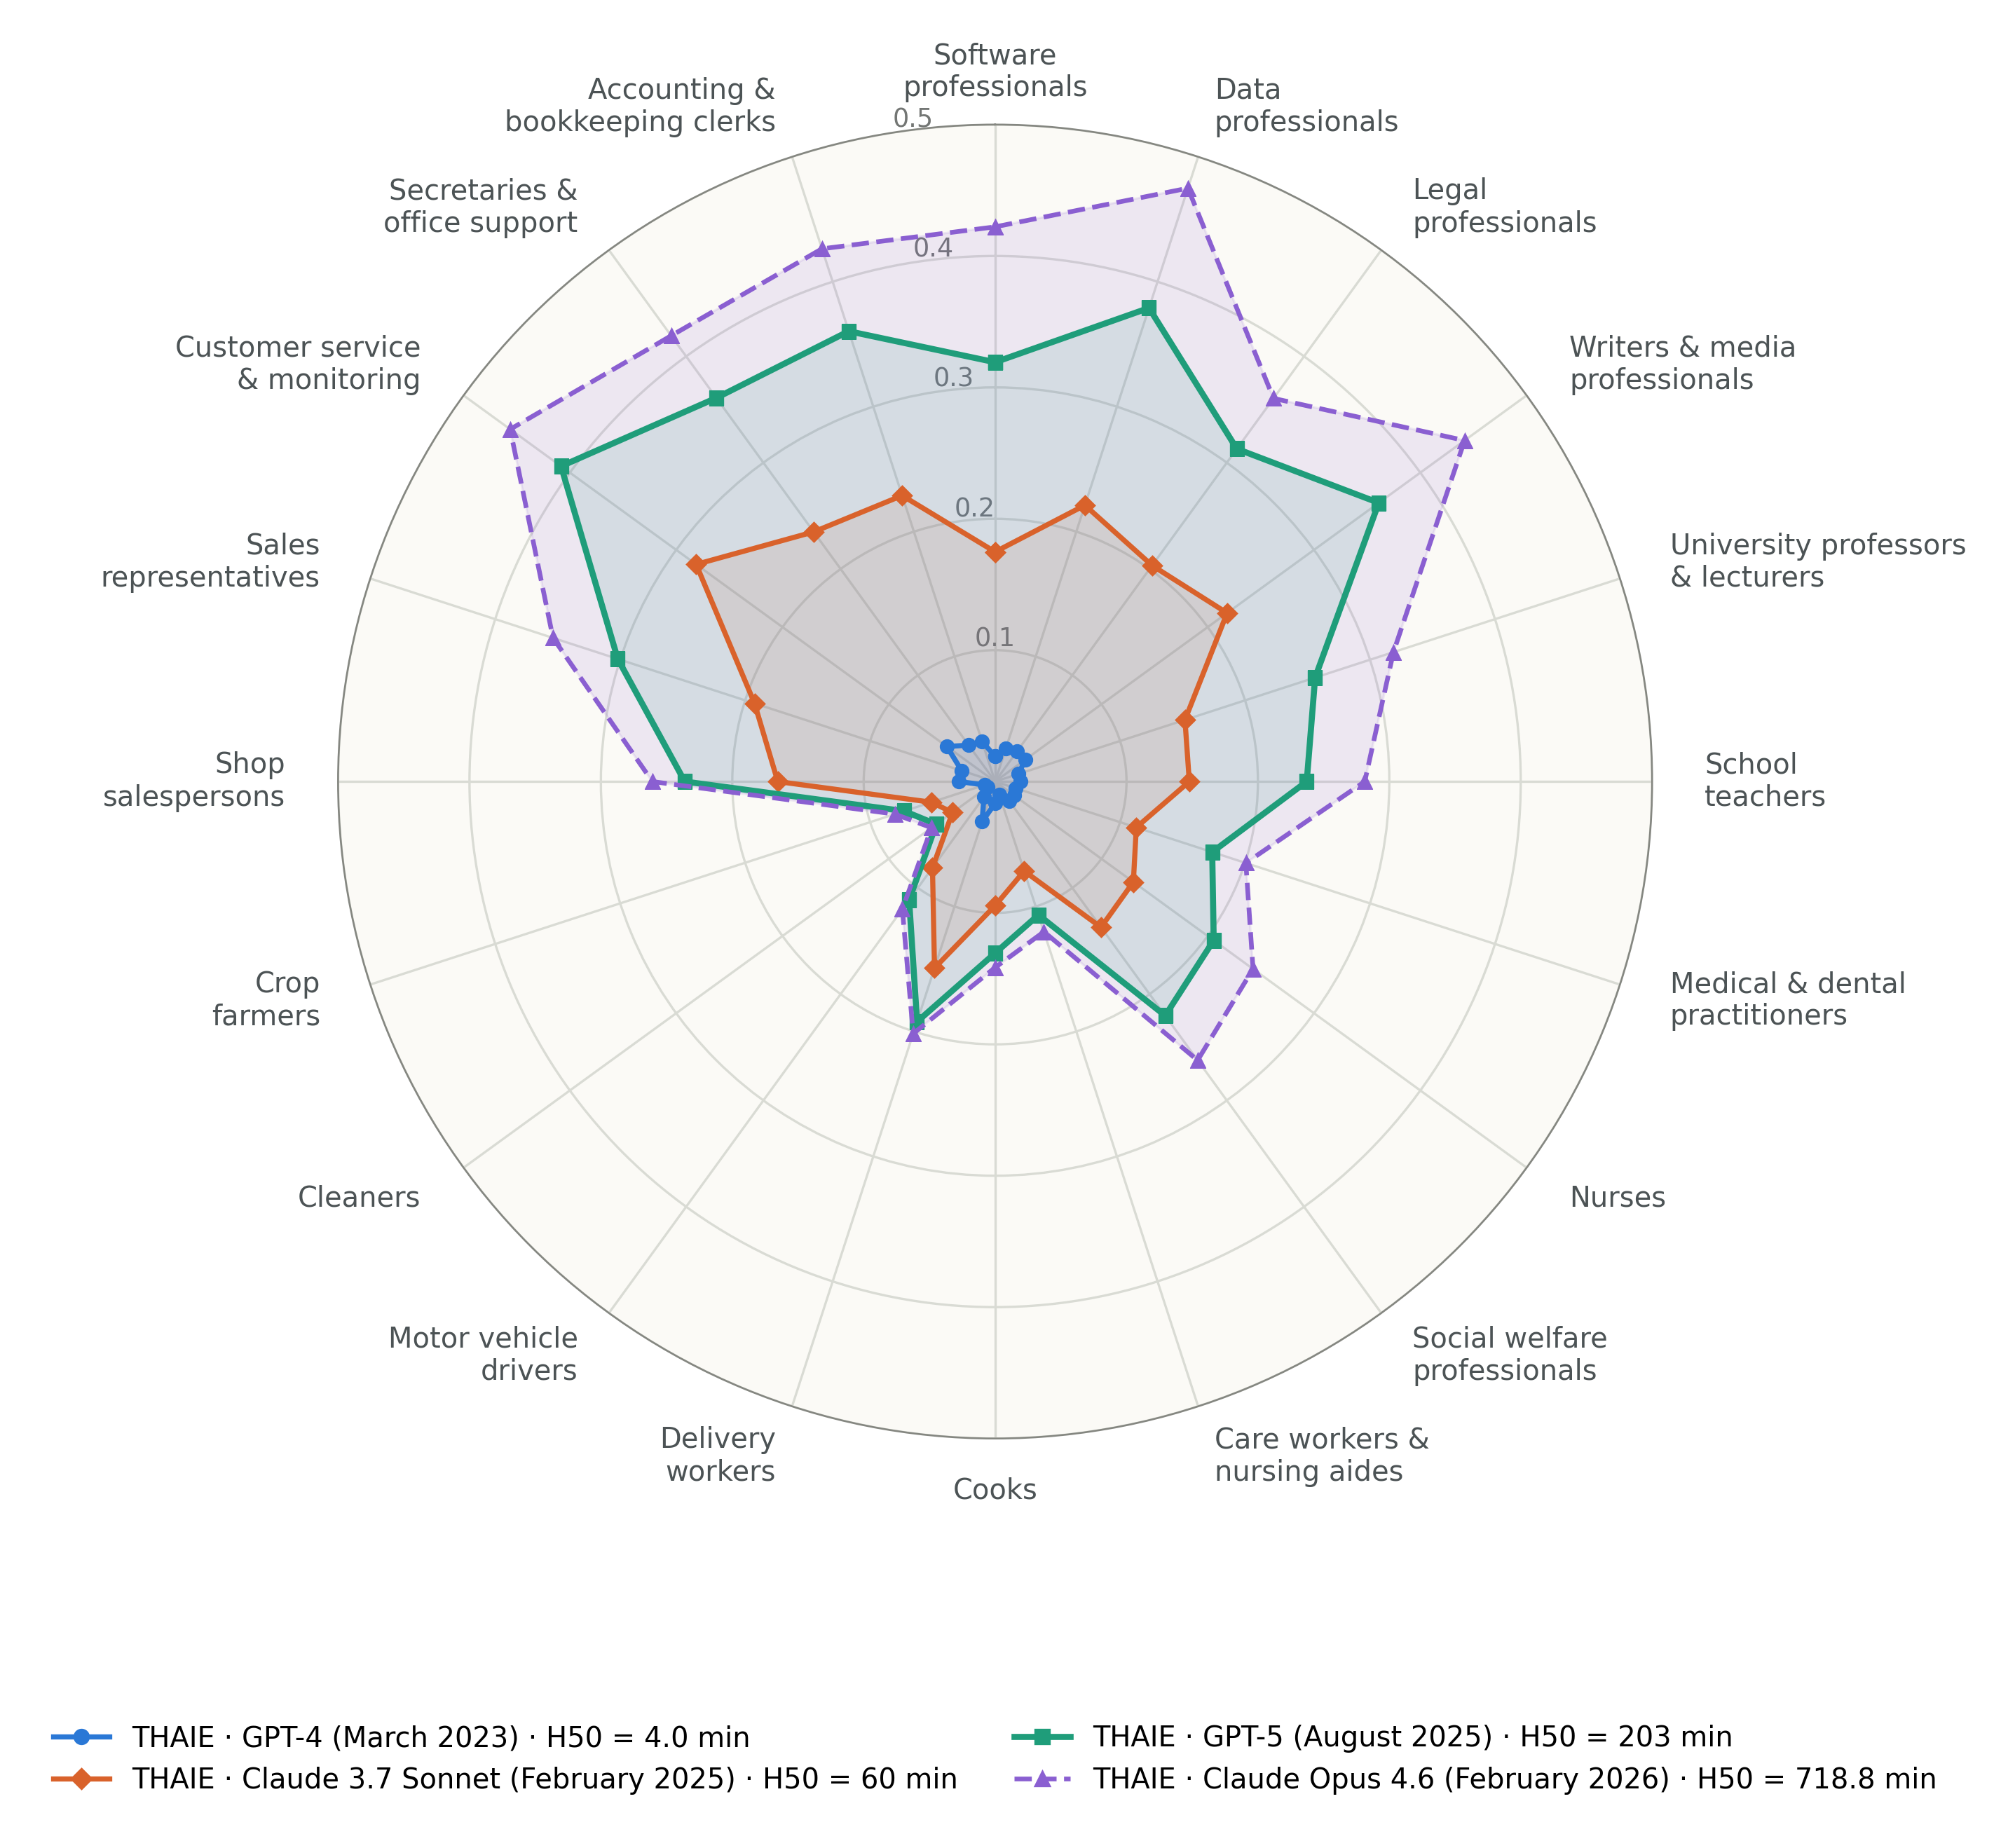 Software
professionals
Accounting &
bookkeeping clerks
Data
professionals
0.5
Secretaries &
office support
Legal
professionals
0.4
Customer service
& monitoring
Writers & media
professionals
0.3
0.2
Sales
representatives
University professors
& lecturers
0.1
Shop
salespersons
School
teachers
Crop
farmers
Medical & dental
practitioners
Cleaners
Nurses
Motor vehicle
drivers
Social welfare
professionals
Delivery
workers
Care workers &
nursing aides
Cooks
THAIE · GPT-4 (March 2023) · H50 = 4.0 min
THAIE · Claude 3.7 Sonnet (February 2025) · H50 = 60 min
THAIE · GPT-5 (August 2025) · H50 = 203 min
THAIE · Claude Opus 4.6 (February 2026) · H50 = 718.8 min